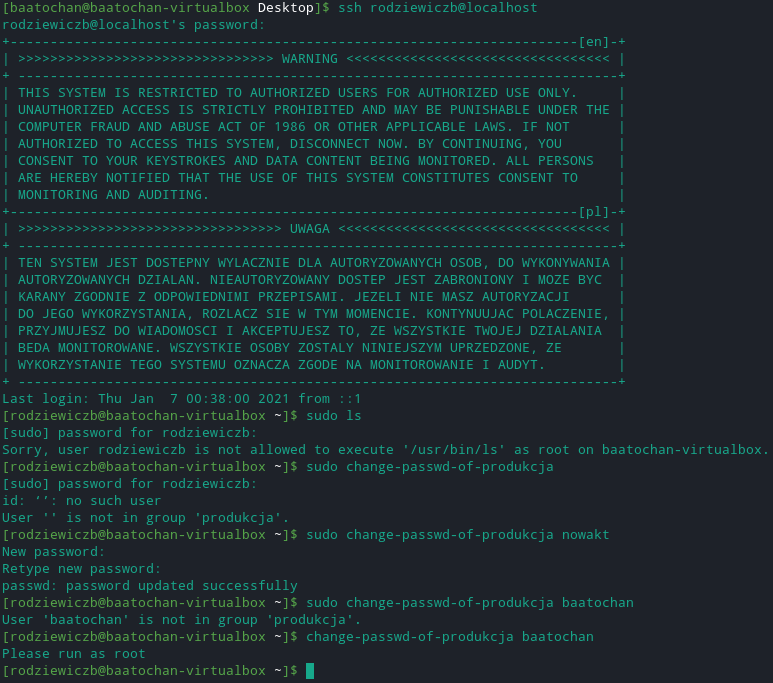 [baatochan@baatochan-virtualbox Desktop]$ ssh rodziewiczb@localhost
rodziewiczb@localhost's password:
+-----------------------------------------------------------------------[en]-+
| >>>>>>>>>>>>>>>>>>>>>>>>>>>>>>>> WARNING <<<<<<<<<<<<<<<<<<<<<<<<<<<<<<<<< |
+ ---------------------------------------------------------------------------+
| THIS SYSTEM IS RESTRICTED TO AUTHORIZED USERS FOR AUTHORIZED USE ONLY.     |
| UNAUTHORIZED ACCESS IS STRICTLY PROHIBITED AND MAY BE PUNISHABLE UNDER THE |
| COMPUTER FRAUD AND ABUSE ACT OF 1986 OR OTHER APPLICABLE LAWS. IF NOT      |
| AUTHORIZED TO ACCESS THIS SYSTEM, DISCONNECT NOW. BY CONTINUING, YOU       |
| CONSENT TO YOUR KEYSTROKES AND DATA CONTENT BEING MONITORED. ALL PERSONS   |
| ARE HEREBY NOTIFIED THAT THE USE OF THIS SYSTEM CONSTITUTES CONSENT TO     |
| MONITORING AND AUDITING.                                                   |
+-----------------------------------------------------------------------[pl]-+
| >>>>>>>>>>>>>>>>>>>>>>>>>>>>>>>>> UWAGA <<<<<<<<<<<<<<<<<<<<<<<<<<<<<<<<<< |
+ ---------------------------------------------------------------------------+
| TEN SYSTEM JEST DOSTEPNY WYLACZNIE DLA AUTORYZOWANYCH OSOB, DO WYKONYWANIA |
| AUTORYZOWANYCH DZIALAN. NIEAUTORYZOWANY DOSTEP JEST ZABRONIONY I MOZE BYC  |
| KARANY ZGODNIE Z ODPOWIEDNIMI PRZEPISAMI. JEZELI NIE MASZ AUTORYZACJI      |
| DO JEGO WYKORZYSTANIA, ROZLACZ SIE W TYM MOMENCIE. KONTYNUUJAC POLACZENIE, |
| PRZYJMUJESZ DO WIADOMOSCI I AKCEPTUJESZ TO, ZE WSZYSTKIE TWOJEJ DZIALANIA  |
| BEDA MONITOROWANE. WSZYSTKIE OSOBY ZOSTALY NINIEJSZYM UPRZEDZONE, ZE       |
| WYKORZYSTANIE TEGO SYSTEMU OZNACZA ZGODE NA MONITOROWANIE I AUDYT.         |
+ ---------------------------------------------------------------------------+
Last login: Thu Jan  7 00:38:00 2021 from ::1
[rodziewiczb@baatochan-virtualbox ~]$ sudo ls
[sudo] password for rodziewiczb:
Sorry, user rodziewiczb is not allowed to execute '/usr/bin/ls' as root on baatochan-virtualbox.
[rodziewiczb@baatochan-virtualbox ~]$ sudo change-passwd-of-produkcja
[sudo] password for rodziewiczb:
id: ‘’: no such user
User '' is not in group 'produkcja'.
[rodziewiczb@baatochan-virtualbox ~]$ sudo change-passwd-of-produkcja nowakt
New password:
Retype new password:
passwd: password updated successfully
[rodziewiczb@baatochan-virtualbox ~]$ sudo change-passwd-of-produkcja baatochan
User 'baatochan' is not in group 'produkcja'.
[rodziewiczb@baatochan-virtualbox ~]$ change-passwd-of-produkcja baatochan
Please run as root
[rodziewiczb@baatochan-virtualbox ~]$